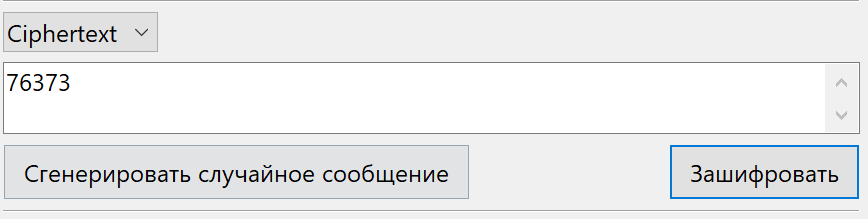 Ciphertext
76373
Сгенерировать случайное сообщение
Зашифровать